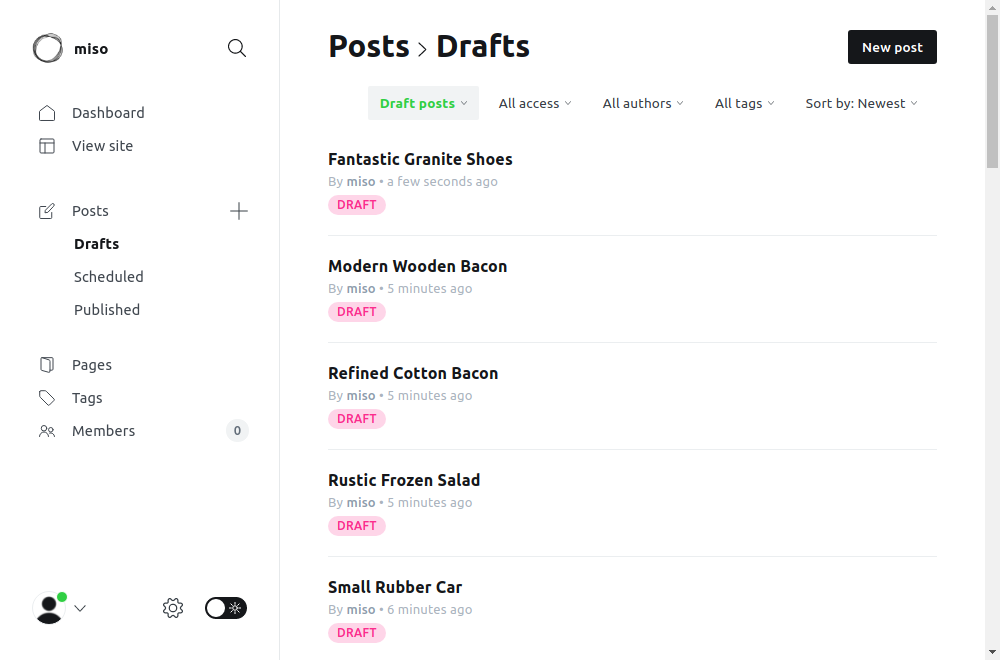 miso
Dashboard
View site
Posts
Drafts
Scheduled
Published
Pages
Tags
Members 0
Posts > Drafts
New post
Draft posts All access All authors All tags Sort by: Newest
Fantastic Granite Shoes
By miso • a few seconds ago
DRAFT
Modern Wooden Bacon
By miso • 5 minutes ago
DRAFT
Refined Cotton Bacon
By miso • 5 minutes ago
DRAFT
Rustic Frozen Salad
By miso • 5 minutes ago
DRAFT
Small Rubber Car
By miso • 6 minutes ago
DRAFT